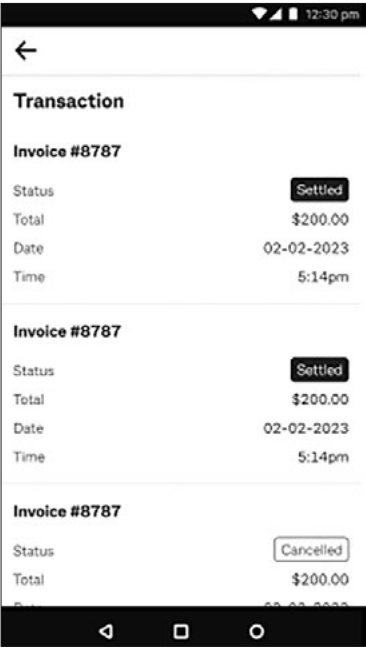 12:30 pm
Transaction
Invoice #8787
Status Settled
Total $200.00
Date 02-02-2023
Time 5:14pm
Invoice #8787
Status Settled
Total $200.00
Date 02-02-2023
Time 5:14pm
Invoice #8787
Status Cancelled
Total $200.00